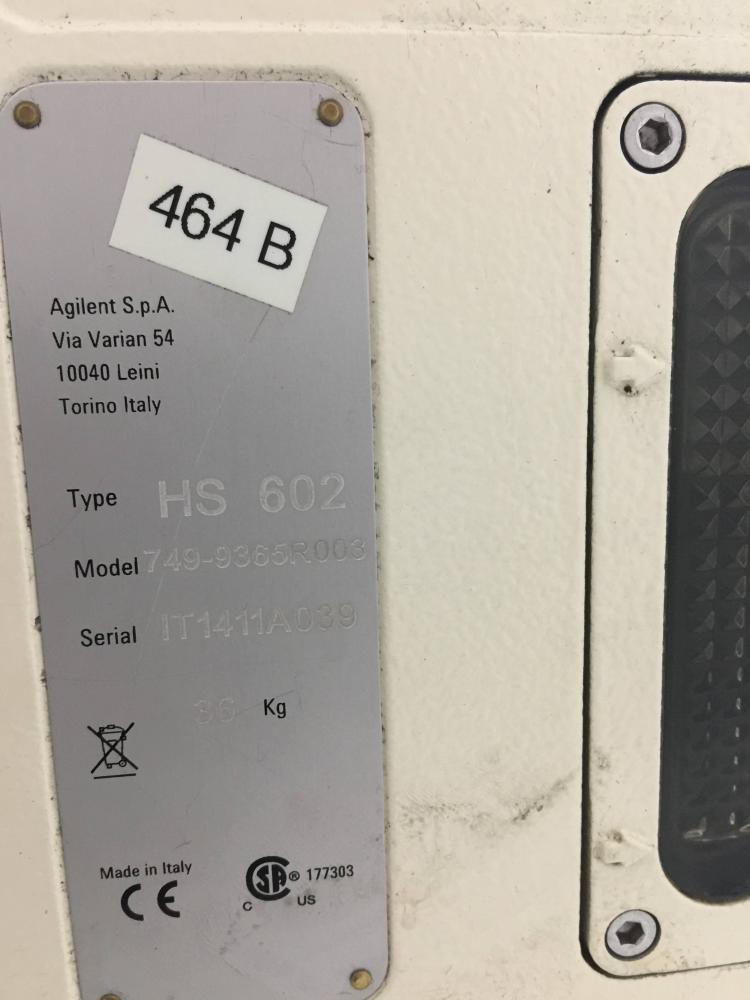 464 B
Agilent S.p.A.
Via Varian 54
10040 Leini
Torino Italy
Type HS 602
Model 749-9365R003
Serial IT1411A039
36 Kg
Made in Italy
CE
SA ® 177303
C US